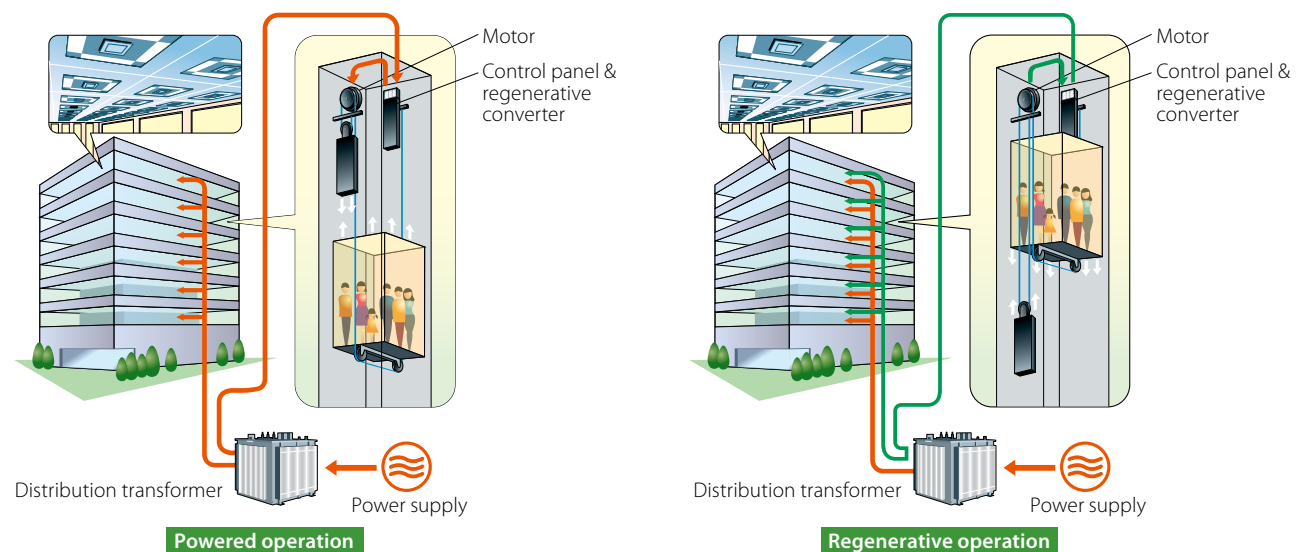 Motor
Control panel &
regenerative
converter
Distribution transformer
Power supply
Powered operation
Motor
Control panel &
regenerative
converter
Distribution transformer
Power supply
Regenerative operation